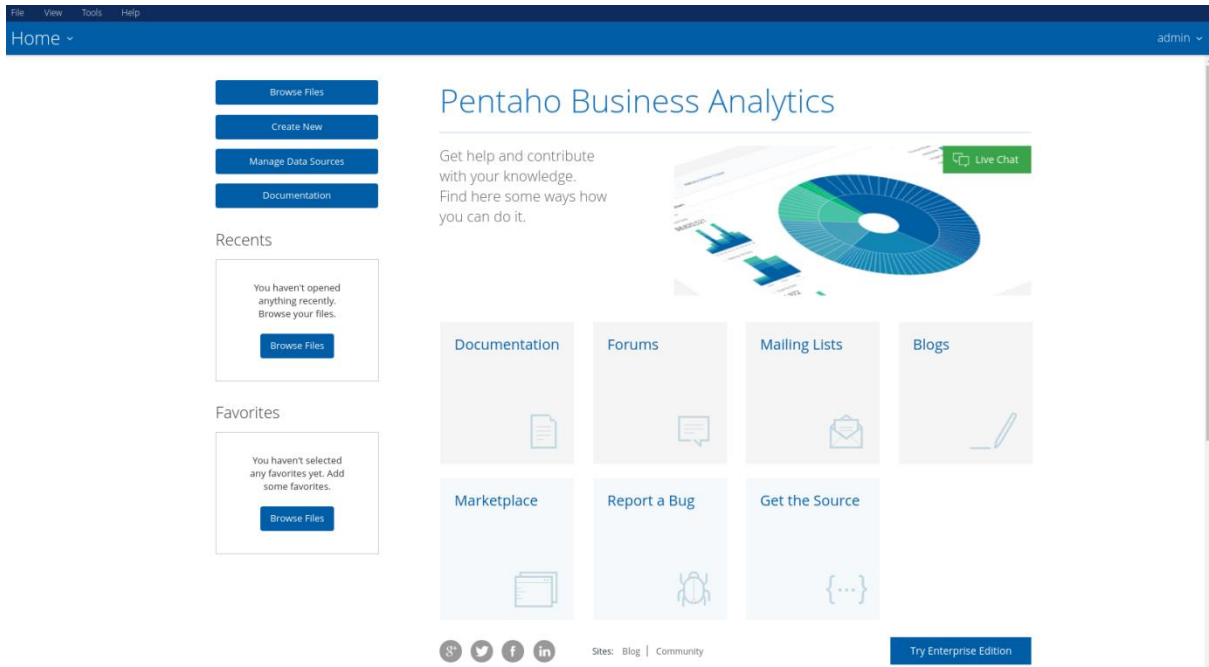 File View Tools Help
Home
admin
Browse Files
Create New
Manage Data Sources
Documentation
Recents
You haven't opened
anything recently.
Browse your files.
Browse Files
Favorites
You haven't selected
any favorites yet. Add
some favorites.
Browse Files
Pentaho Business Analytics
Get help and contribute
with your knowledge.
Find here some ways how
you can do it.
Live Chat
Documentation
Forums
Mailing Lists
Blogs
Marketplace
Report a Bug
Get the Source
{...}
Sites: Blog | Community
Try Enterprise Edition